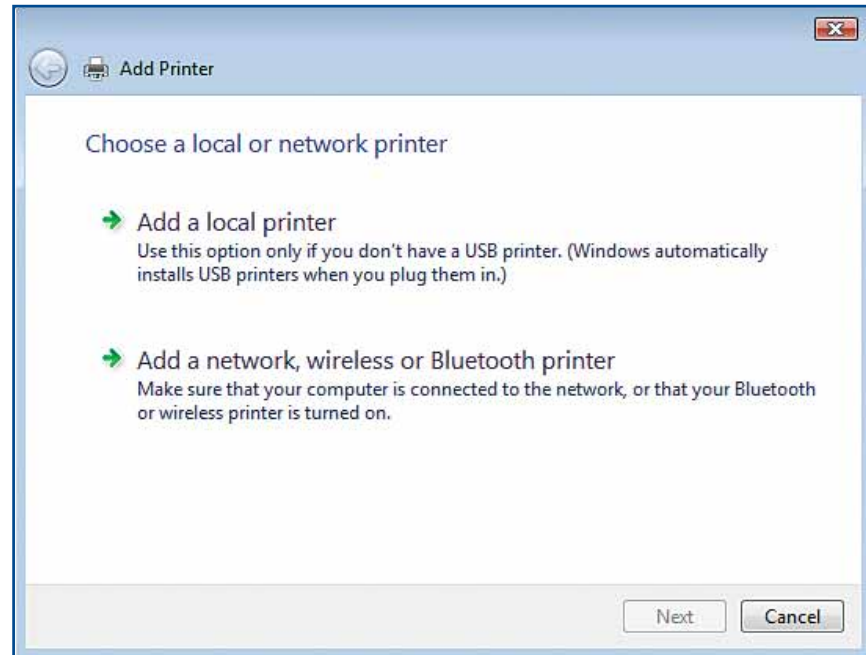 Add Printer
Choose a local or network printer
Add a local printer
Use this option only if you don't have a USB printer. (Windows automatically
installs USB printers when you plug them in.)
Add a network, wireless or Bluetooth printer
Make sure that your computer is connected to the network, or that your Bluetooth
or wireless printer is turned on.
Next
Cancel